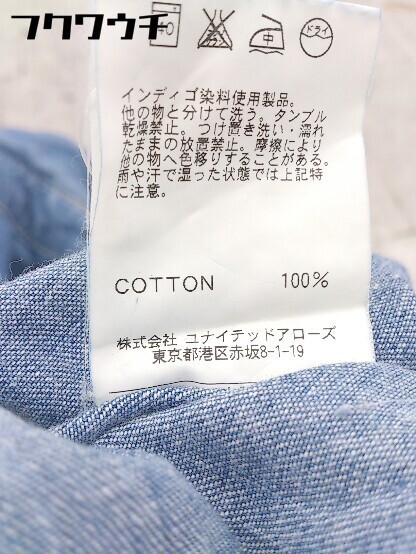 フクワウチ
40
中
ドライ
インディゴ染料使用製品。
他の物と分けて洗う。タンブル
乾燥禁止。つけ置き洗い・濡れ
たままの放置禁止。摩擦により
他の物へ色移りすることがある。
雨や汗で湿った状態では上記特
に注意。
COTTON 100%
株式会社 ユナイテッドアローズ
東京都港区赤坂8-1-19